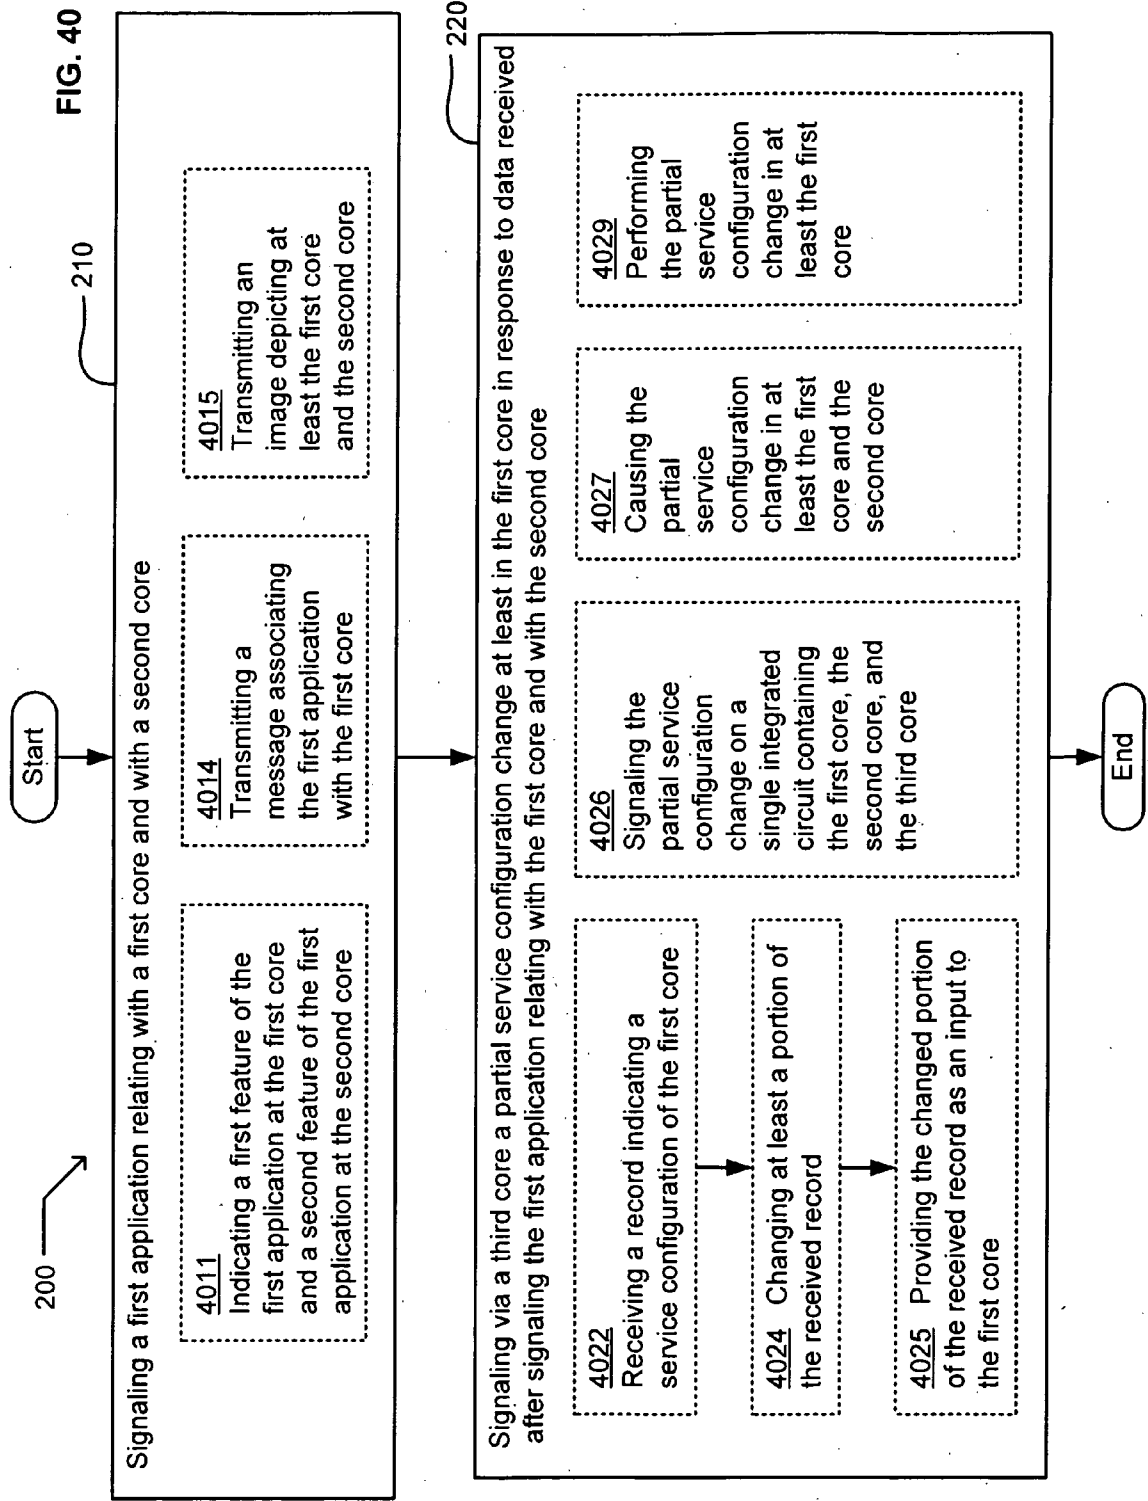 FIG. 40
200
Start
210
Signaling a first application relating with a first core and with a second core
4011
Indicating a first feature of the
first application at the first core
and a second feature of the first
application at the second core
4014
Transmitting a
message associating
the first application
with the first core
4015
Transmitting an
image depicting at
least the first core
and the second core
220
Signaling via a third core a partial service configuration change at least in the first core in response to data received
after signaling the first application relating with the first core and with the second core
4022
Receiving a record indicating a
service configuration of the first core
4024 Changing at least a portion of
the received record
4025 Providing the changed portion
of the received record as an input to
the first core
4026
Signaling the
partial service
configuration
change on a
single integrated
circuit containing
the first core, the
second core, and
the third core
4027
Causing the
partial
service
configuration
change in at
least the first
core and the
second core
4029
Performing
the partial
service
configuration
change in at
least the first
core
End